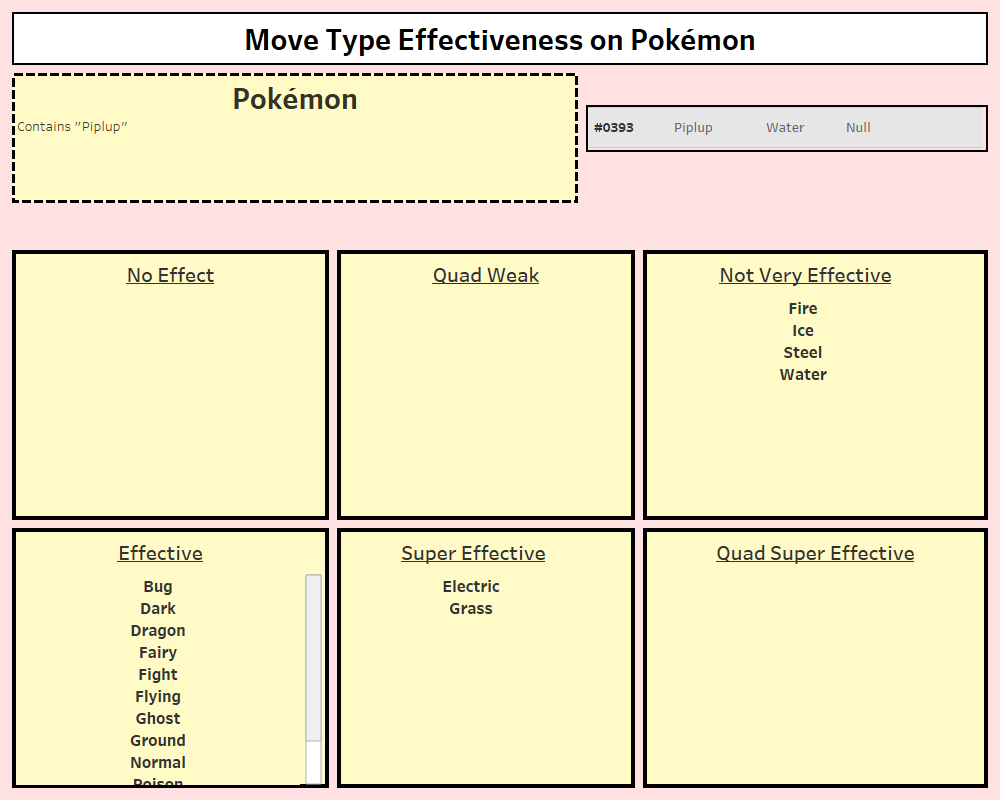 Move Type Effectiveness on Pokémon
Pokémon
Contains "Piplup"
#0393 Piplup Water Null
No Effect
Quad Weak
Not Very Effective
Fire
Ice
Steel
Water
Effective
Bug
Dark
Dragon
Fairy
Fight
Flying
Ghost
Ground
Normal
Poison
Super Effective
Electric
Grass
Quad Super Effective